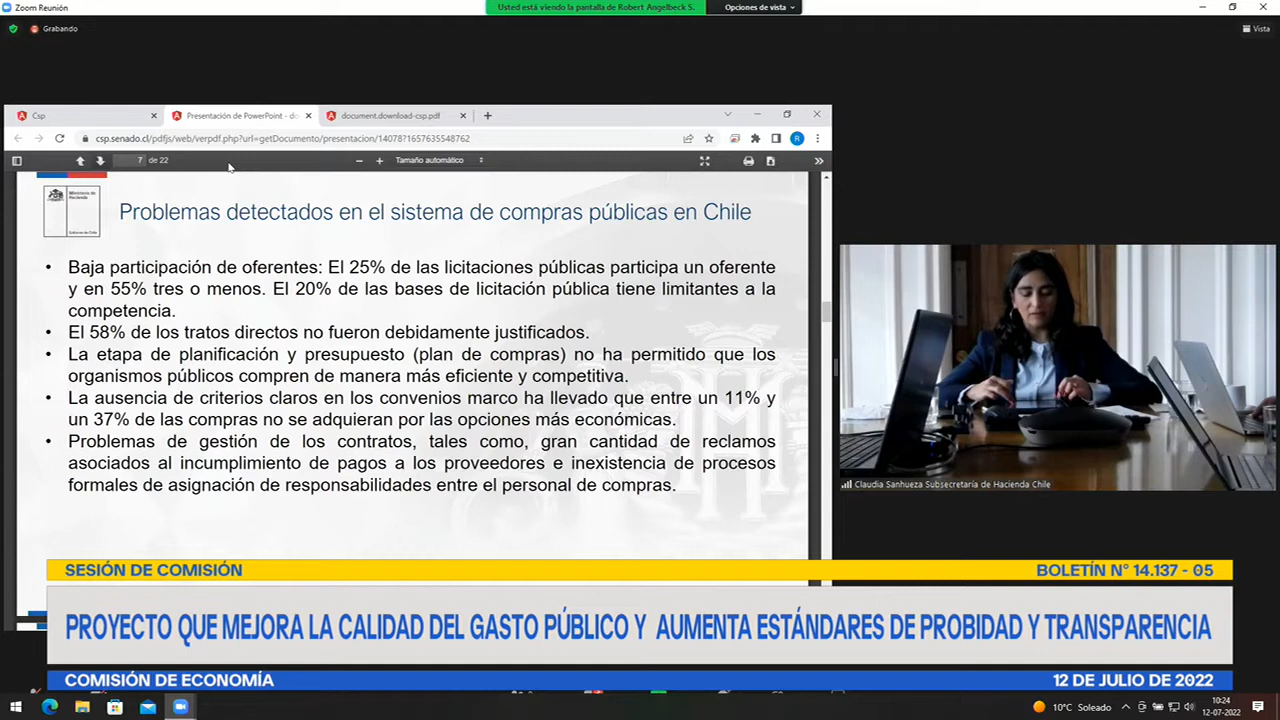 Zoom Reunión
Usted está viendo la pantalla de Robert Angelbeck S.
Opciones de vista
Grabando
Vista
Csp
Presentación de PowerPoint - do
document.download-csp.pdf
csp.senado.cl/pdfjs/web/verpdf.php?url=getDocumento/presentacion/14078?1657635548762
R
7 de 22
Tamaño automático
Ministerio de
Hacienda
Gobierno de Chile
Problemas detectados en el sistema de compras públicas en Chile
• Baja participación de oferentes: El 25% de las licitaciones públicas participa un oferente
y en 55% tres o menos. El 20% de las bases de licitación pública tiene limitantes a la
competencia.
• El 58% de los tratos directos no fueron debidamente justificados.
• La etapa de planificación y presupuesto (plan de compras) no ha permitido que los
organismos públicos compren de manera más eficiente y competitiva.
• La ausencia de criterios claros en los convenios marco ha llevado que entre un 11% y
un 37% de las compras no se adquieran por las opciones más económicas.
• Problemas de gestión de los contratos, tales como, gran cantidad de reclamos
asociados al incumplimiento de pagos a los proveedores e inexistencia de procesos
formales de asignación de responsabilidades entre el personal de compras.
Claudia Sanhueza Subsecretaría de Hacienda Chile
SESIÓN DE COMISIÓN
BOLETÍN N° 14.137 - 05
PROYECTO QUE MEJORA LA CALIDAD DEL GASTO PÚBLICO Y AUMENTA ESTÁNDARES DE PROBIDAD Y TRANSPARENCIA
COMISIÓN DE ECONOMÍA
12 DE JULIO DE 2022
10°C Soleado
10:24
12-07-2022